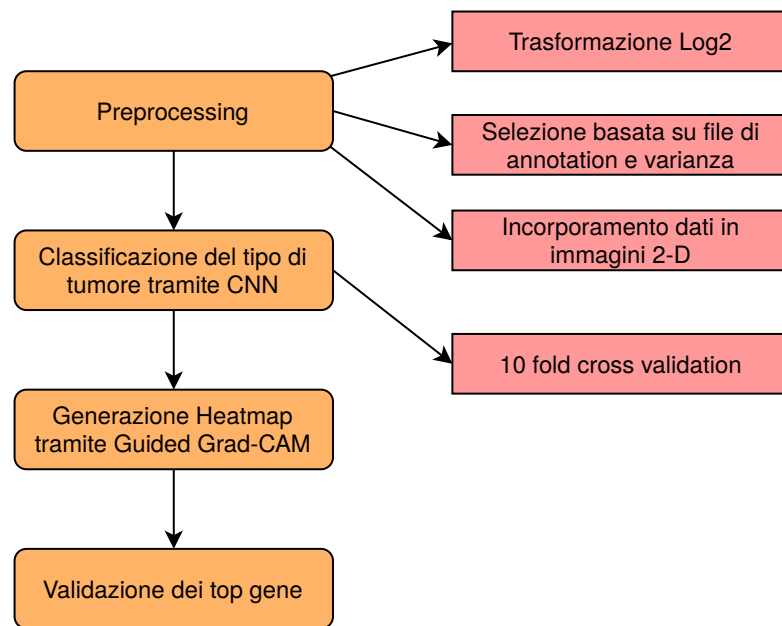 Trasformazione Log2
Preprocessing
Selezione basata su file di
annotation e varianza
Incorporamento dati in
immagini 2-D
Classificazione del tipo di
tumore tramite CNN
10 fold cross validation
Generazione Heatmap
tramite Guided Grad-CAM
Validazione dei top gene